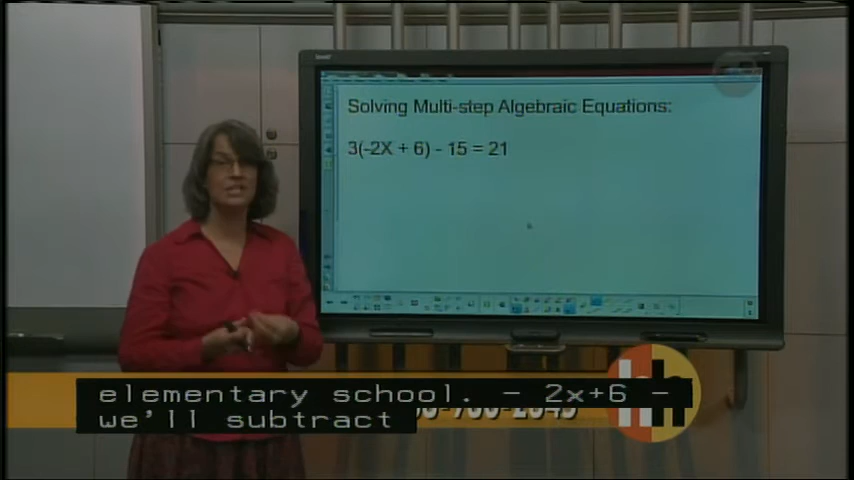 Solving Multi-step Algebraic Equations:
3(-2X + 6) - 15 = 21
elementary school. - 2x+6 -
we'll subtract